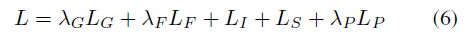 L = λ_G L_G + λ_F L_F + L_I + L_S + λ_P L_P (6)